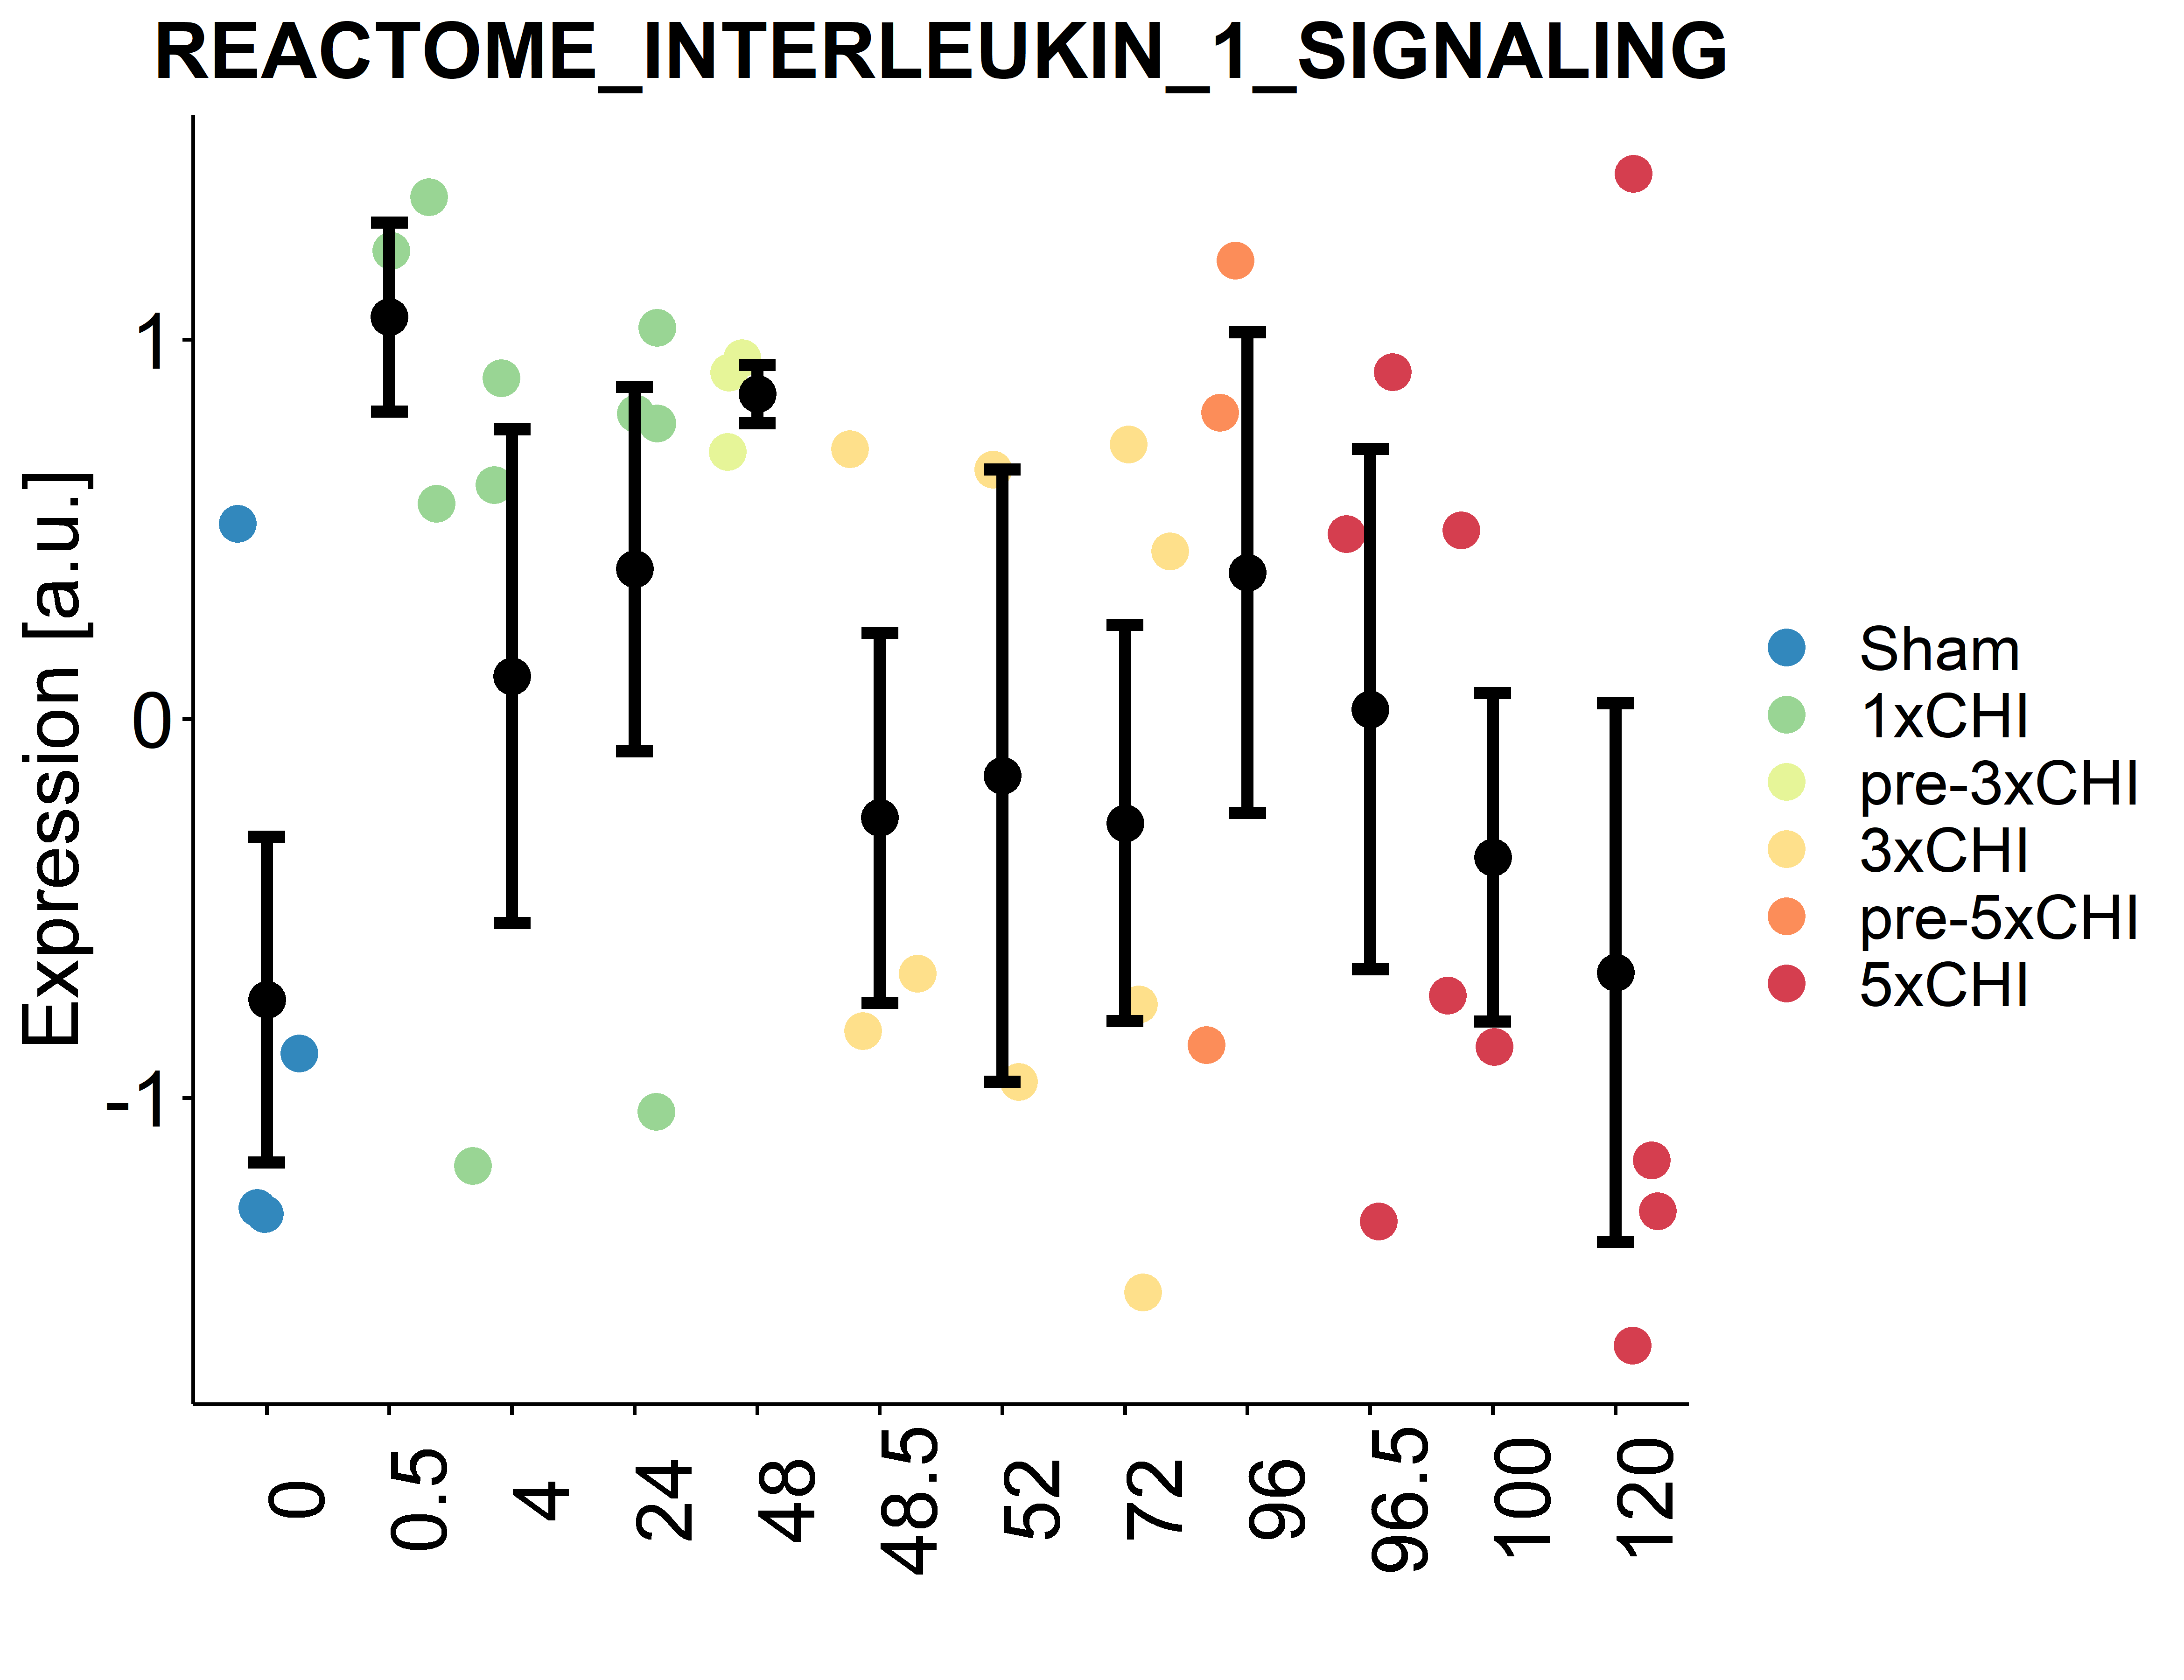 REACTOME_INTERLEUKIN_1_SIGNALING
Expression [a.u.]
1
0
-1
0
0.5
4
24
48
48.5
52
72
96
96.5
100
120
Sham
1xCHI
pre-3xCHI
3xCHI
pre-5xCHI
5xCHI